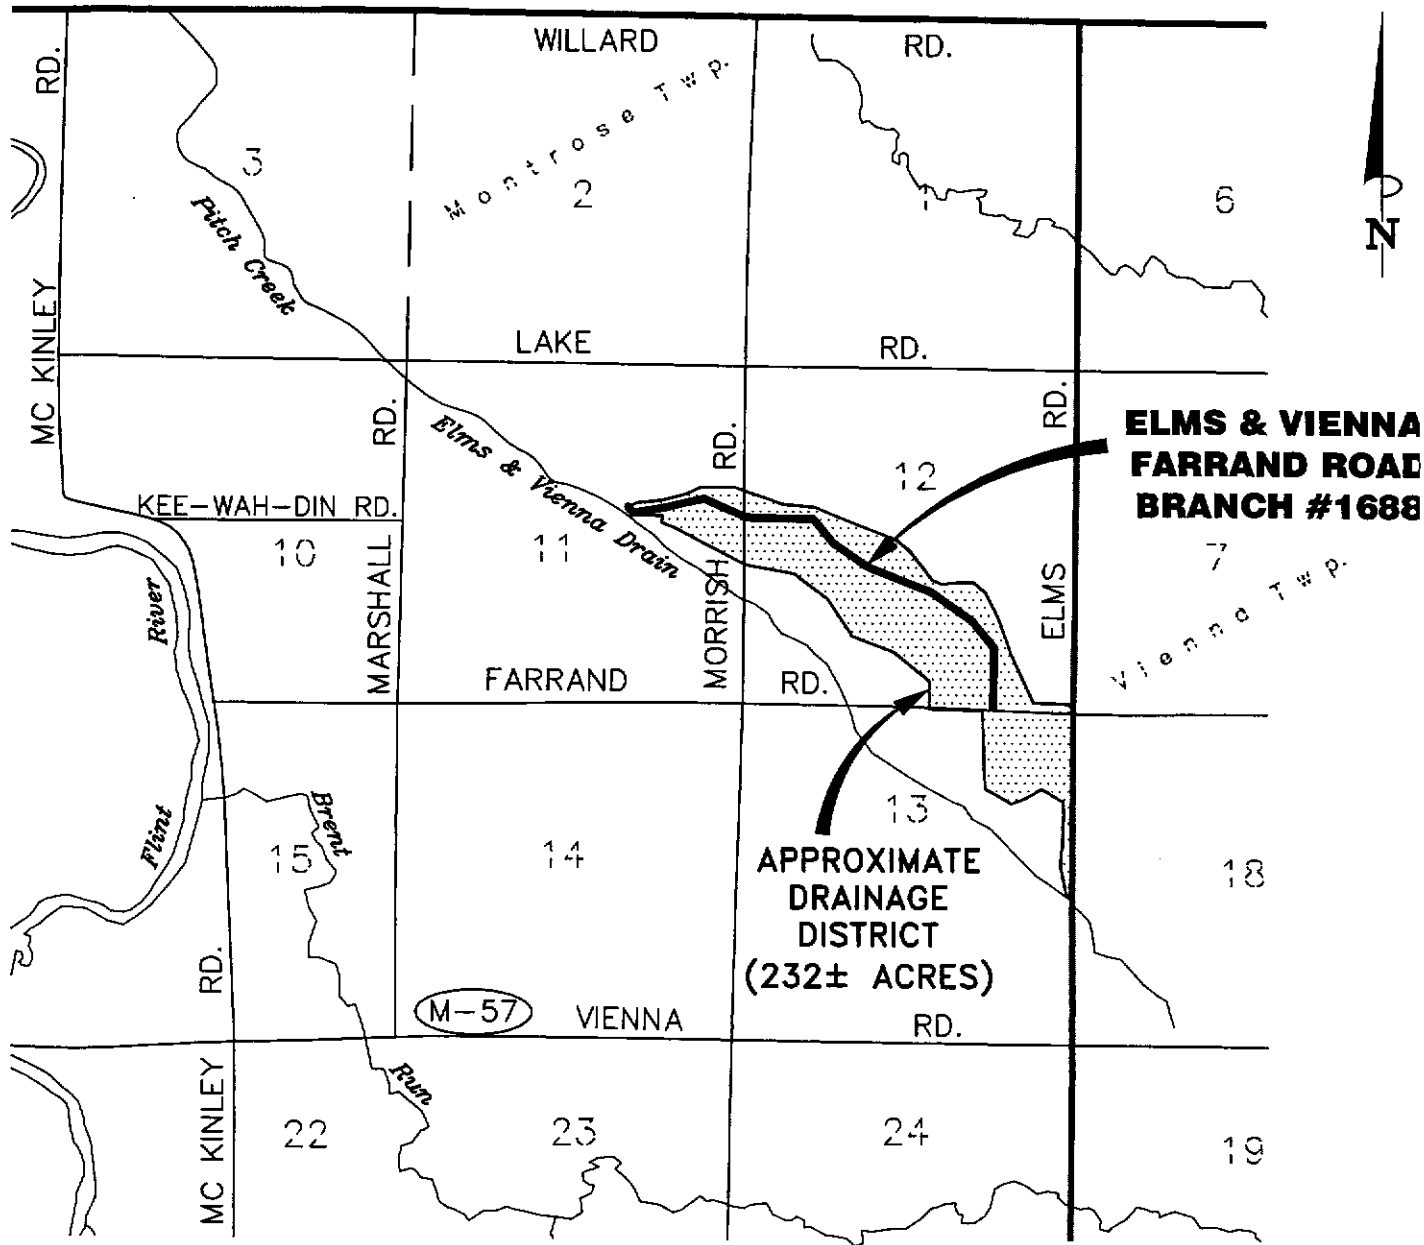 WILLARD RD.
RD.
Montrose Twp.
3
2
1
6
Pitch Creek
N
MC KINLEY
LAKE RD.
RD.
RD.
RD.
Elms & Vienna Drain
ELMS & VIENNA
FARRAND ROAD
BRANCH #1688
12
KEE-WAH-DIN RD.
10
11
7
MARSHALL
MORRISH
ELMS
Vienna Twp.
River
FARRAND RD.
Flint
Brent
15
14
13
18
APPROXIMATE
DRAINAGE
DISTRICT
(232± ACRES)
RD.
M-57
VIENNA RD.
Run
MC KINLEY
22
23
24
19